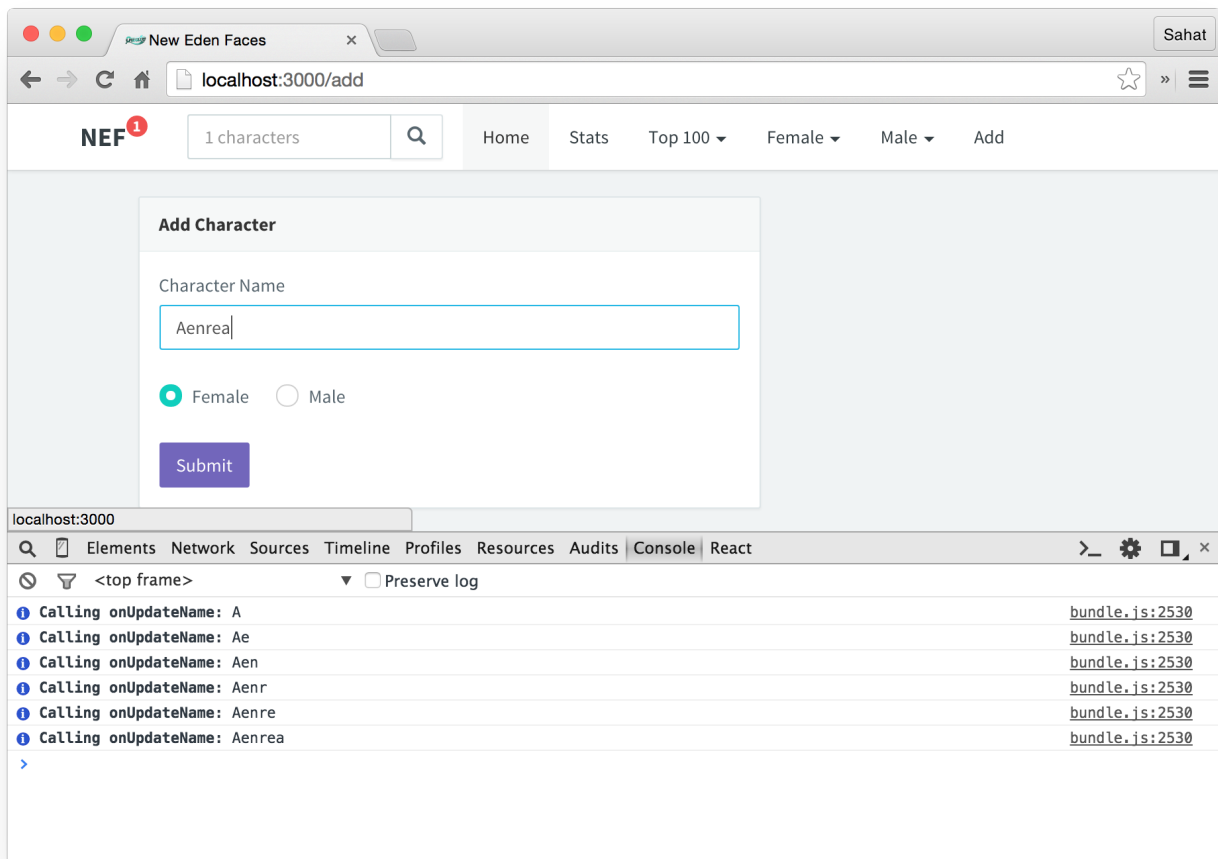 New Eden Faces
Sahat
localhost:3000/add
NEF 1 1 characters Home Stats Top 100 Female Male Add
Add Character
Character Name
Aenrea
Female Male
Submit
localhost:3000
Elements Network Sources Timeline Profiles Resources Audits Console React
<top frame> Preserve log
Calling onUpdateName: A bundle.js:2530
Calling onUpdateName: Ae bundle.js:2530
Calling onUpdateName: Aen bundle.js:2530
Calling onUpdateName: Aenr bundle.js:2530
Calling onUpdateName: Aenre bundle.js:2530
Calling onUpdateName: Aenrea bundle.js:2530